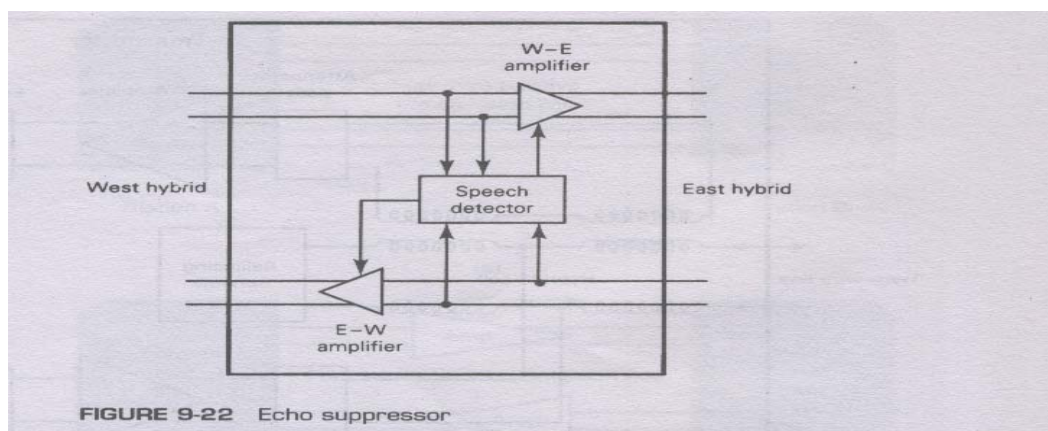 W–E
amplifier
West hybrid
Speech
detector
East hybrid
E–W
amplifier
FIGURE 9-22 Echo suppressor